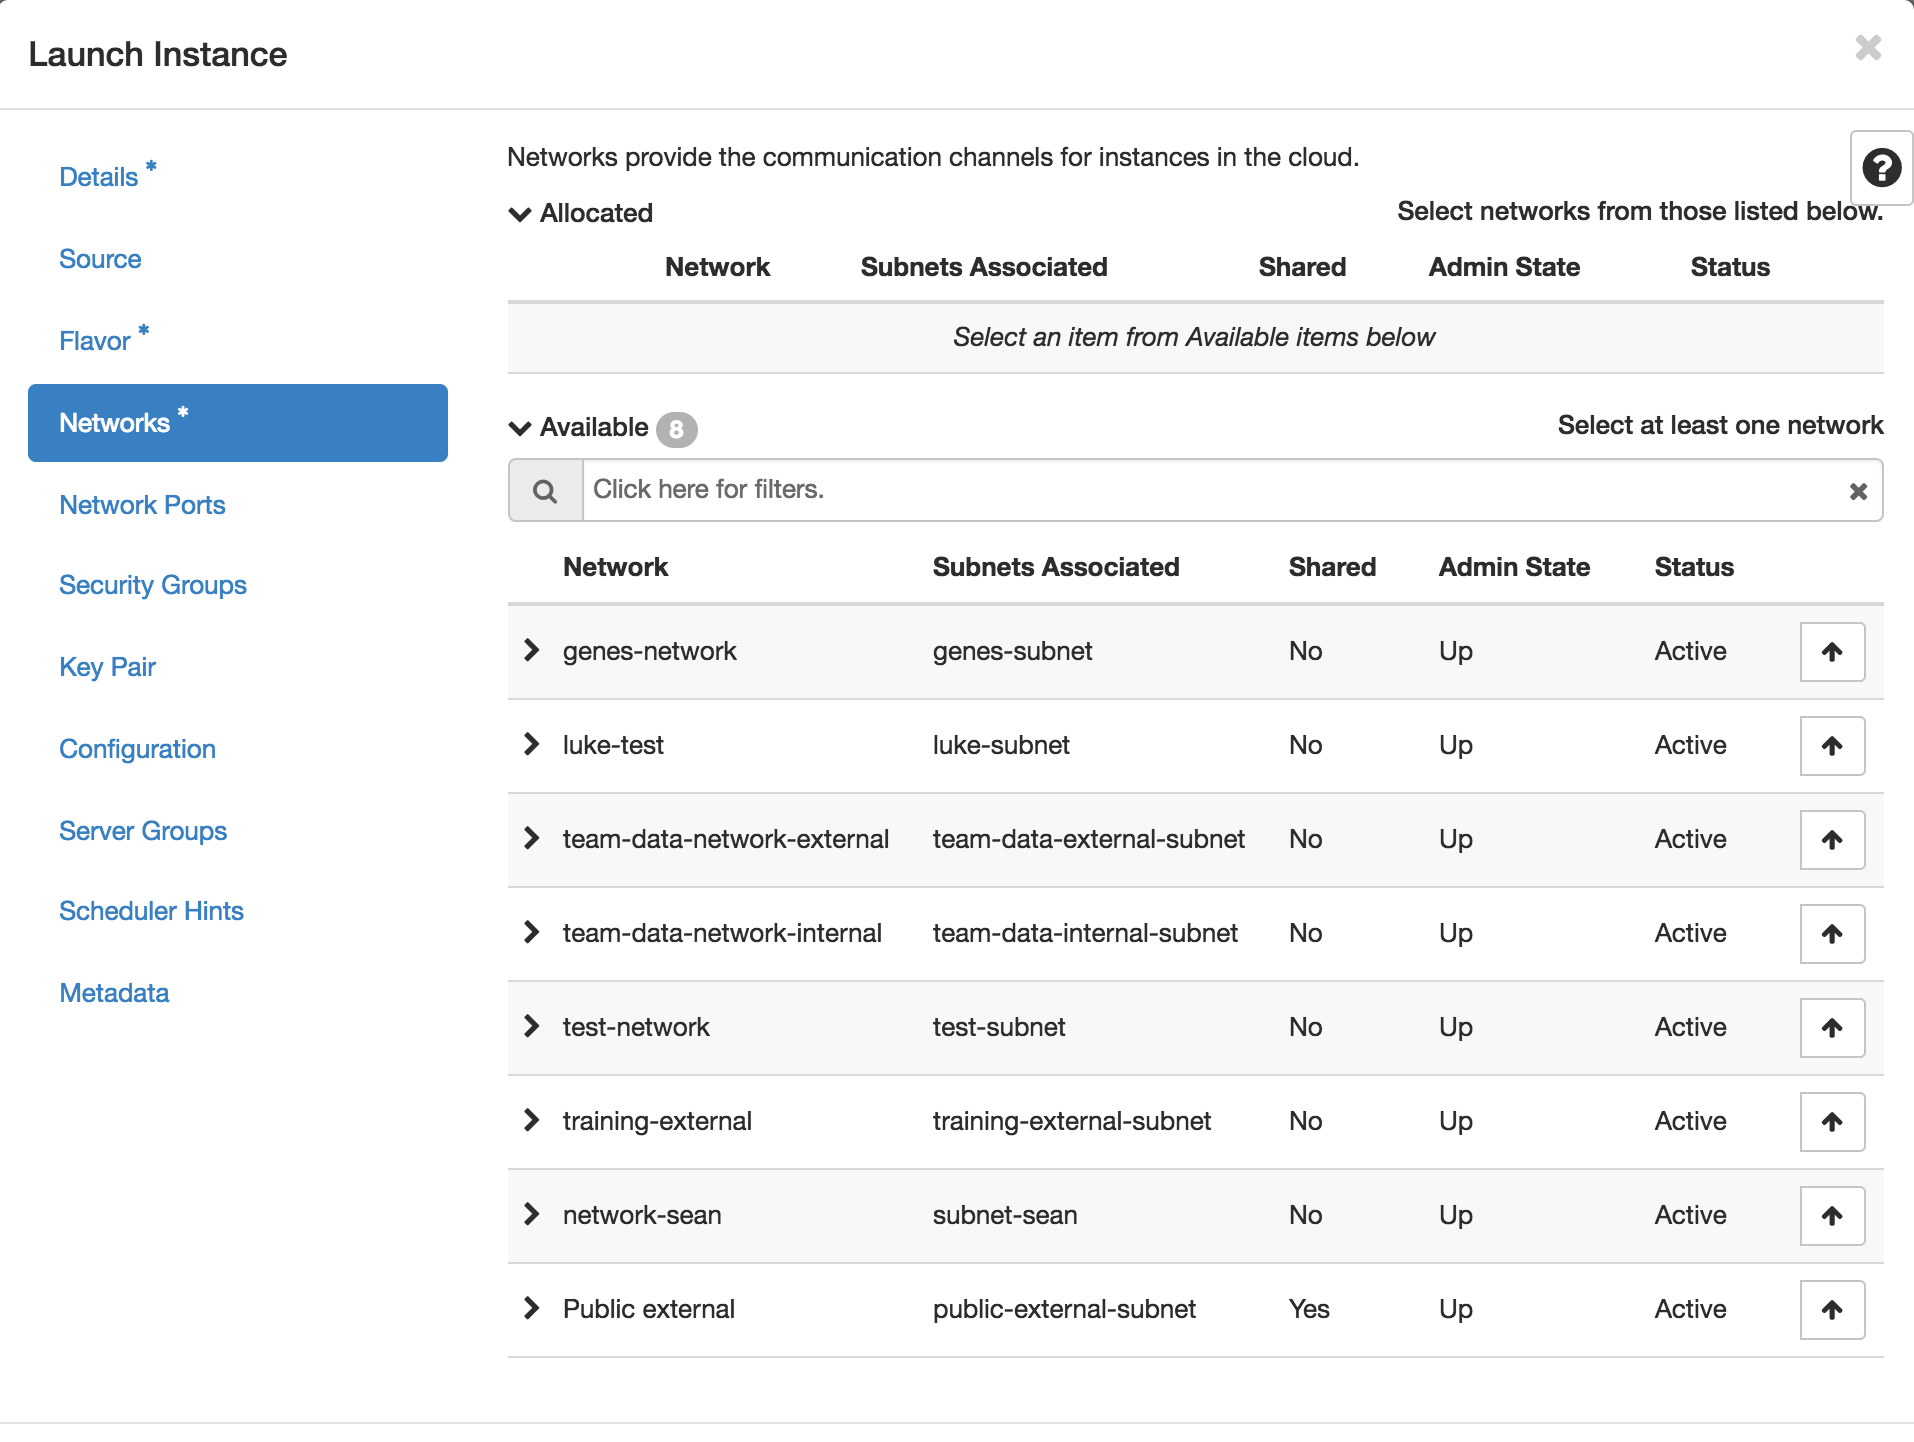 Launch Instance
Details *
Source
Flavor *
Networks *
Network Ports
Security Groups
Key Pair
Configuration
Server Groups
Scheduler Hints
Metadata
Networks provide the communication channels for instances in the cloud.
Allocated Select networks from those listed below.
Network Subnets Associated Shared Admin State Status
Select an item from Available items below
Available 8 Select at least one network
Click here for filters.
Network Subnets Associated Shared Admin State Status
genes-network genes-subnet No Up Active
luke-test luke-subnet No Up Active
team-data-network-external team-data-external-subnet No Up Active
team-data-network-internal team-data-internal-subnet No Up Active
test-network test-subnet No Up Active
training-external training-external-subnet No Up Active
network-sean subnet-sean No Up Active
Public external public-external-subnet Yes Up Active